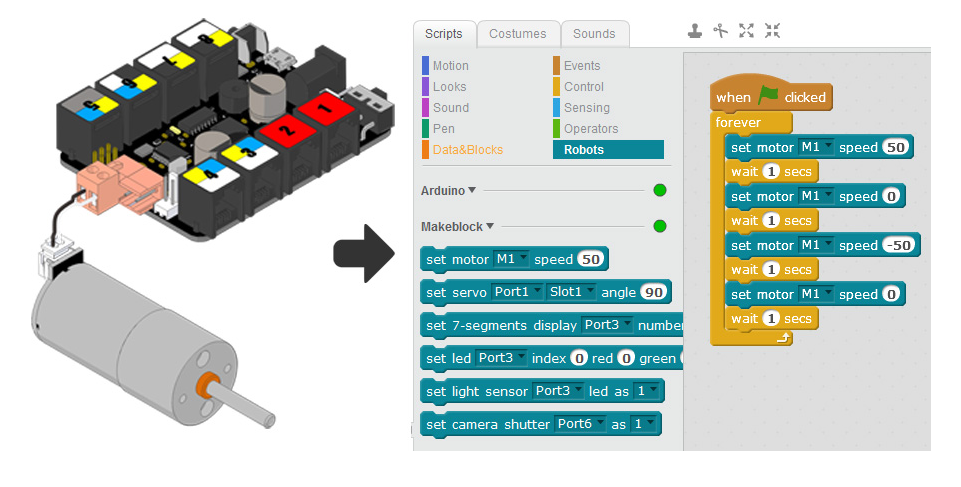 8
7
6
5
1
2
3
4
Scripts Costumes Sounds
Motion Events
Looks Control
Sound Sensing
Pen Operators
Data&Blocks Robots
Arduino
Makeblock
set motor M1 speed 50
set servo Port1 Slot1 angle 90
set 7-segments display Port3 number
set led Port3 index 0 red 0 green
set light sensor Port3 led as 1
set camera shutter Port6 as 1
when clicked
forever
set motor M1 speed 50
wait 1 secs
set motor M1 speed 0
wait 1 secs
set motor M1 speed -50
wait 1 secs
set motor M1 speed 0
wait 1 secs